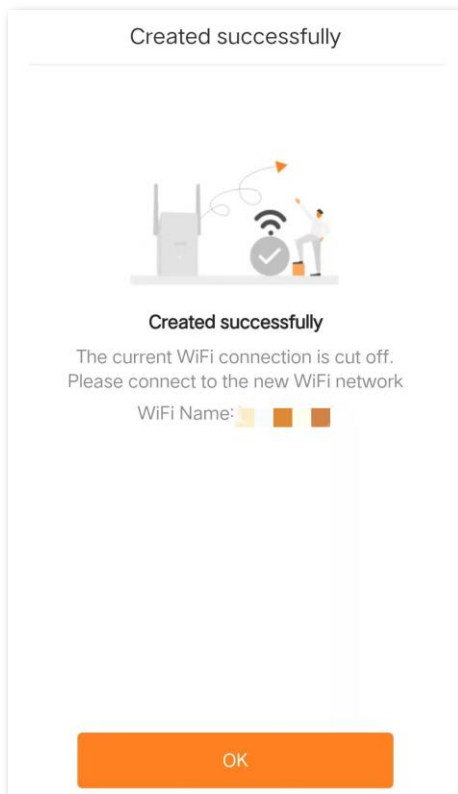 Created successfully
Created successfully
The current WiFi connection is cut off.
Please connect to the new WiFi network
WiFi Name:
OK